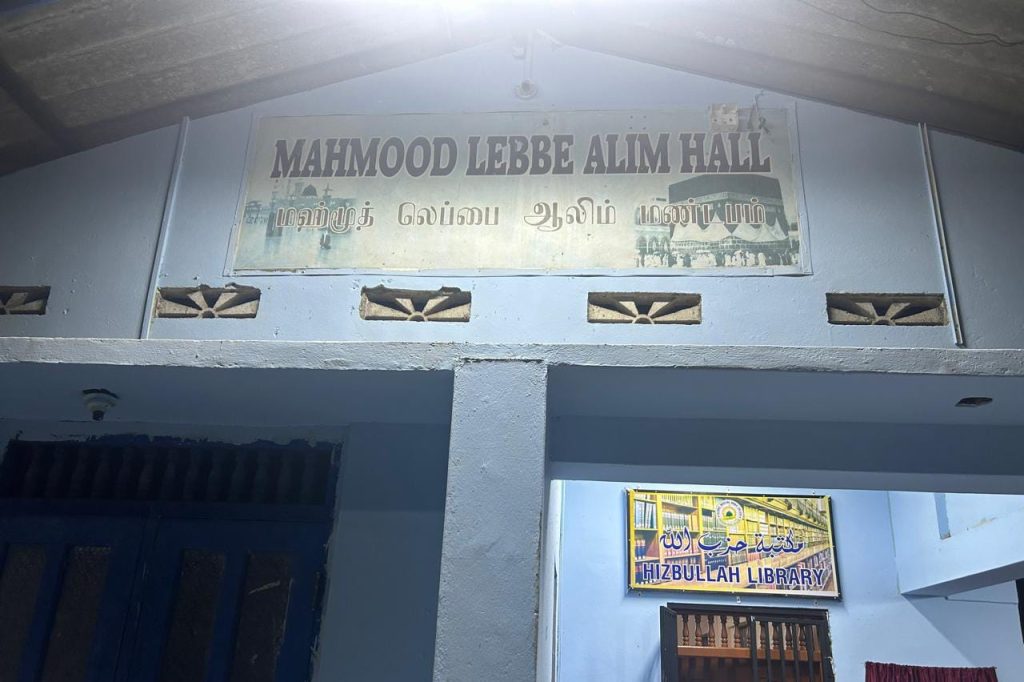 MAHMOOD LEBBE ALIM HALL
மஹ்மூத் லெப்பை ஆலிம் மண்டபம்
مكتبة حزب الله
HIZBULLAH LIBRARY